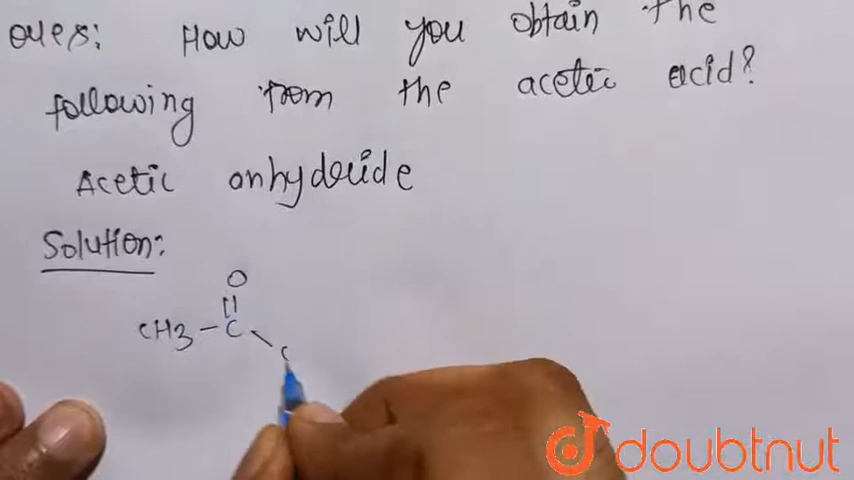 Ques: How will you obtain the
following from the acetic acid?
Acetic anhydride
Solution:
O
CH3-C
doubtnut